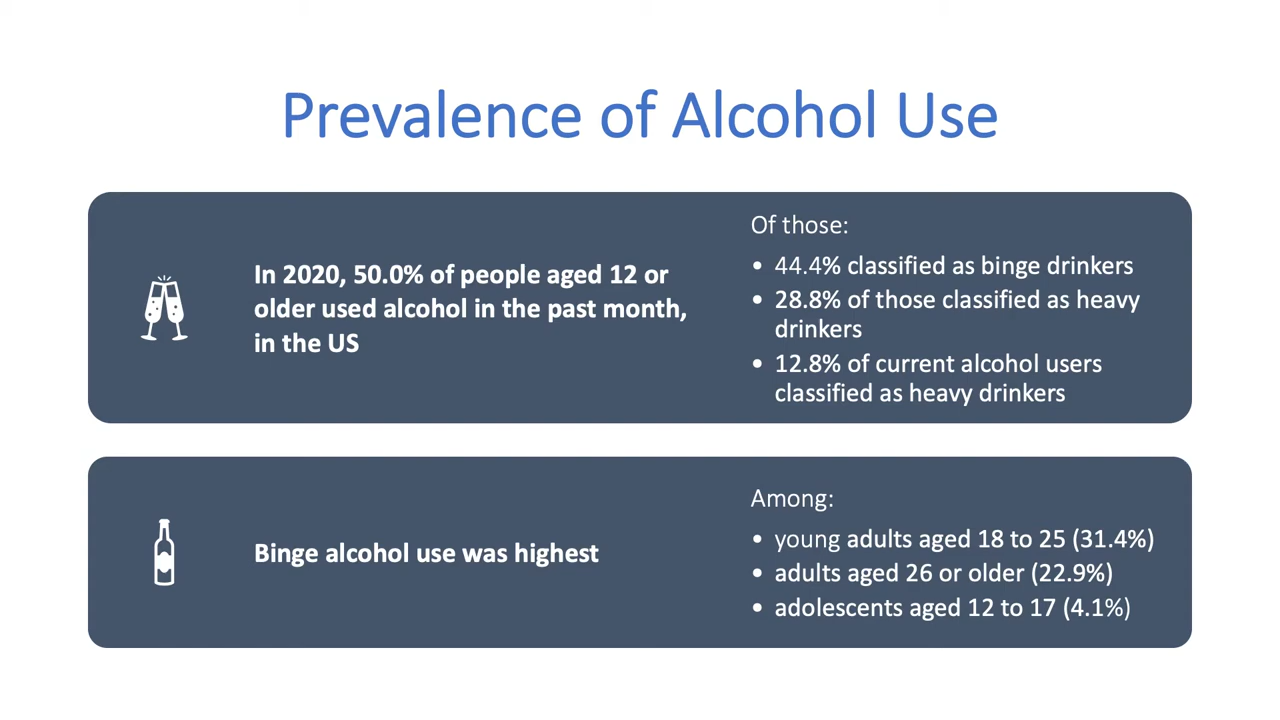 Prevalence of Alcohol Use
In 2020, 50.0% of people aged 12 or
older used alcohol in the past month,
in the US
Of those:
• 44.4% classified as binge drinkers
• 28.8% of those classified as heavy
drinkers
• 12.8% of current alcohol users
classified as heavy drinkers
Binge alcohol use was highest
Among:
• young adults aged 18 to 25 (31.4%)
• adults aged 26 or older (22.9%)
• adolescents aged 12 to 17 (4.1%)